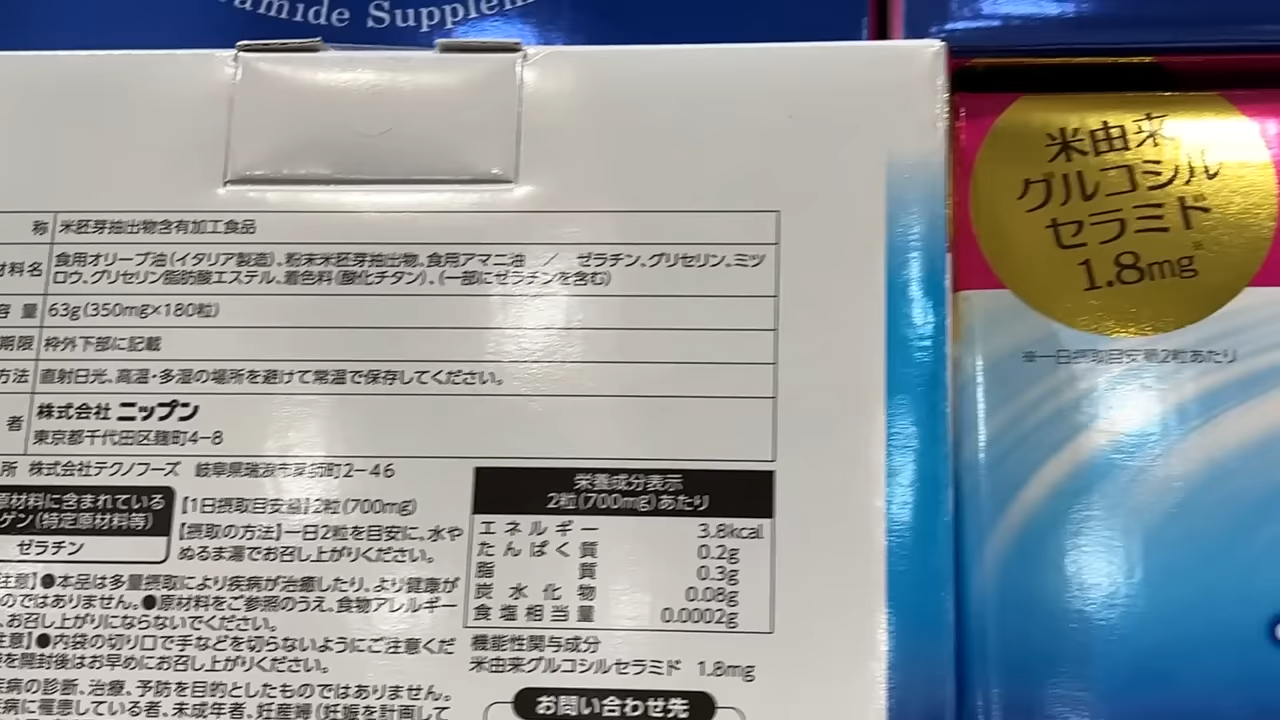 amide Supplem
称 米胚芽抽出物含有加工食品
材料名 食用オリーブ油(イタリア製造)、粉末米胚芽抽出物、食用アマニ油 / ゼラチン、グリセリン、ミツ
ロウ、グリセリン脂肪酸エステル、着色料(酸化チタン)、(一部にゼラチンを含む)
容量 63g(350mg×180粒)
期限 枠外下部に記載
方法 直射日光、高温・多湿の場所を避けて常温で保存してください。
者 株式会社 ニップン
東京都千代田区麹町4-8
所 株式会社テクノフーズ 岐阜県瑞浪市薬師町2-46
原材料に含まれている
ゲン(特定原材料等)
ゼラチン
【1日摂取目安量】2粒(700mg)
【摂取の方法】一日2粒を目安に、水や
ぬるま湯でお召し上がりください。
注意】●本品は多量摂取により疾病が治癒したり、より健康が
のではありません。●原材料をご参照のうえ、食物アレルギー
、お召し上がりにならないでください。
注意】●内袋の切り口で手などを切らないようにご注意くだ
を開封後はお早めにお召し上がりください。
疾病の診断、治療、予防を目的としたものではありません。
疾病に罹患している者、未成年者、妊産婦(妊娠を計画して
栄養成分表示
2粒(700mg)あたり
エネルギー 3.8kcal
たんぱく質 0.2g
脂質 0.3g
炭水化物 0.08g
食塩相当量 0.0002g
機能性関与成分
米由来グルコシルセラミド 1.8mg
お問い合わせ先
米由来
グルコシル
セラミド
1.8mg※
※一日摂取目安量2粒あたり